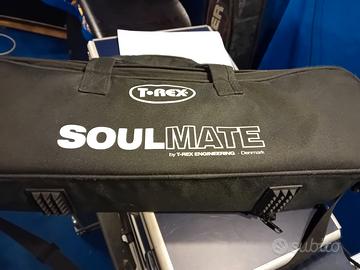 T-REX
SOULMATE
by T-REX ENGINEERING - Denmark
subito